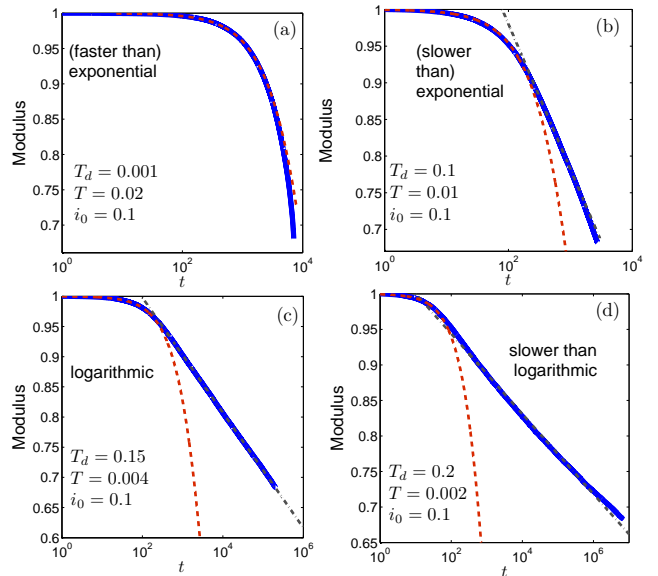 (a)
(faster than)
exponential
T_d = 0.001
T = 0.02
i_0 = 0.1
Modulus
1
0.95
0.9
0.85
0.8
0.75
0.7
10^0
10^2
10^4
t
(b)
(slower
than)
exponential
T_d = 0.1
T = 0.01
i_0 = 0.1
Modulus
1
0.95
0.9
0.85
0.8
0.75
0.7
10^0
10^2
10^4
t
(c)
logarithmic
T_d = 0.15
T = 0.004
i_0 = 0.1
Modulus
1
0.95
0.9
0.85
0.8
0.75
0.7
0.65
0.6
10^0
10^2
10^4
10^6
t
(d)
slower than
logarithmic
T_d = 0.2
T = 0.002
i_0 = 0.1
Modulus
1
0.95
0.9
0.85
0.8
0.75
0.7
0.65
10^0
10^2
10^4
10^6
t